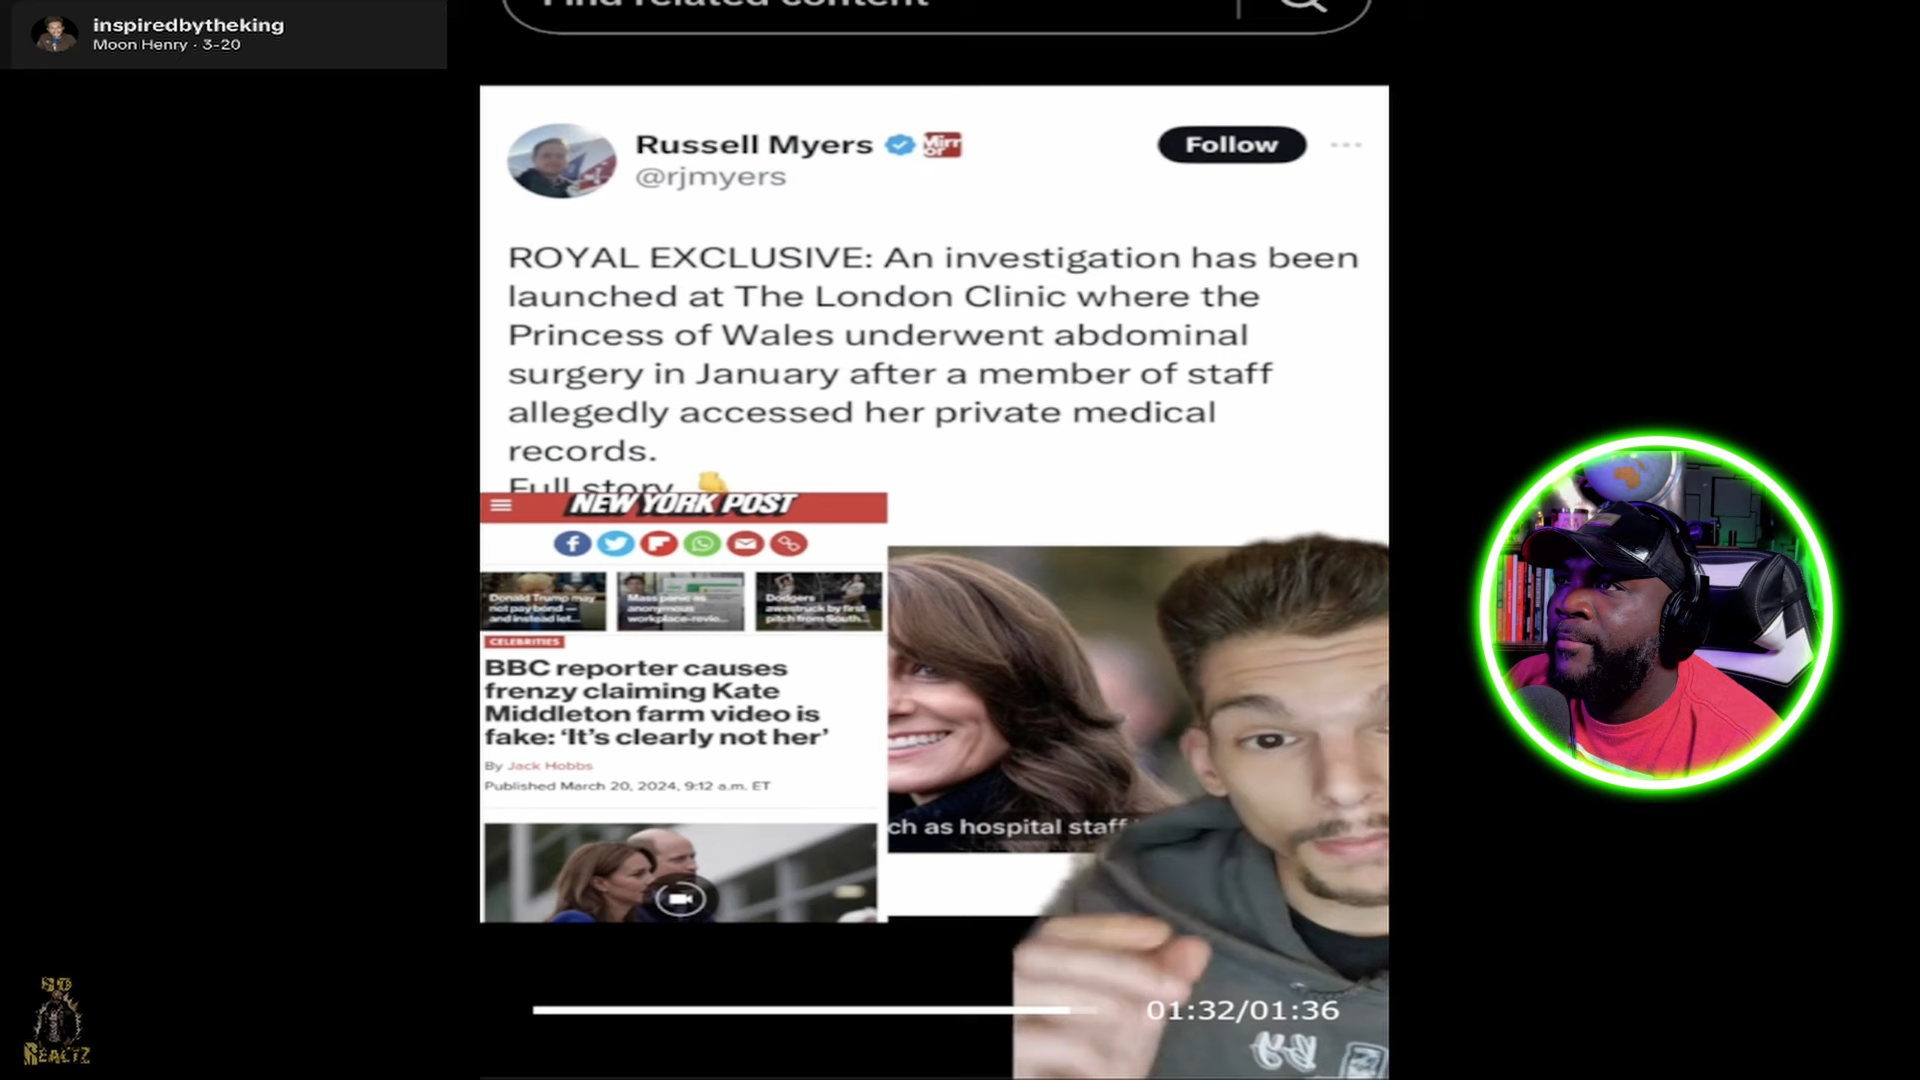 inspiredbytheking
Moon Henry · 3-20
Find related content
Russell Myers
Mirror
@rjmyers
Follow
ROYAL EXCLUSIVE: An investigation has been
launched at The London Clinic where the
Princess of Wales underwent abdominal
surgery in January after a member of staff
allegedly accessed her private medical
records.
Full story
NEW YORK POST
Donald Trump may
not pay bond —
and instead let...
Mass panic as
anonymous
workplace-revie...
Dodgers
awestruck by first
pitch from South...
CELEBRITIES
BBC reporter causes
frenzy claiming Kate
Middleton farm video is
fake: ‘It’s clearly not her’
By Jack Hobbs
Published March 20, 2024, 9:12 a.m. ET
ch as hospital staff
01:32/01:36
REACTZ